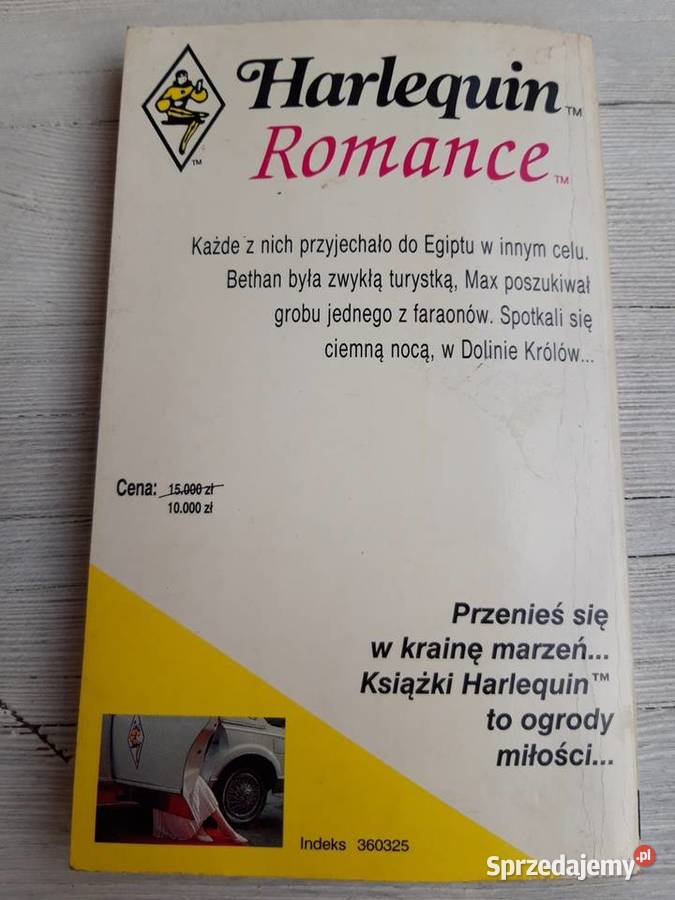 Harlequin™
Romance™
™
Każde z nich przyjechało do Egiptu w innym celu.
Bethan była zwykłą turystką, Max poszukiwał
grobu jednego z faraonów. Spotkali się
ciemną nocą, w Dolinie Królów...
Cena: 15.000 zł
10.000 zł
Przenieś się
w krainę marzeń...
Książki Harlequin™
to ogrody
miłości...
Indeks 360325
Sprzedajemy.pl